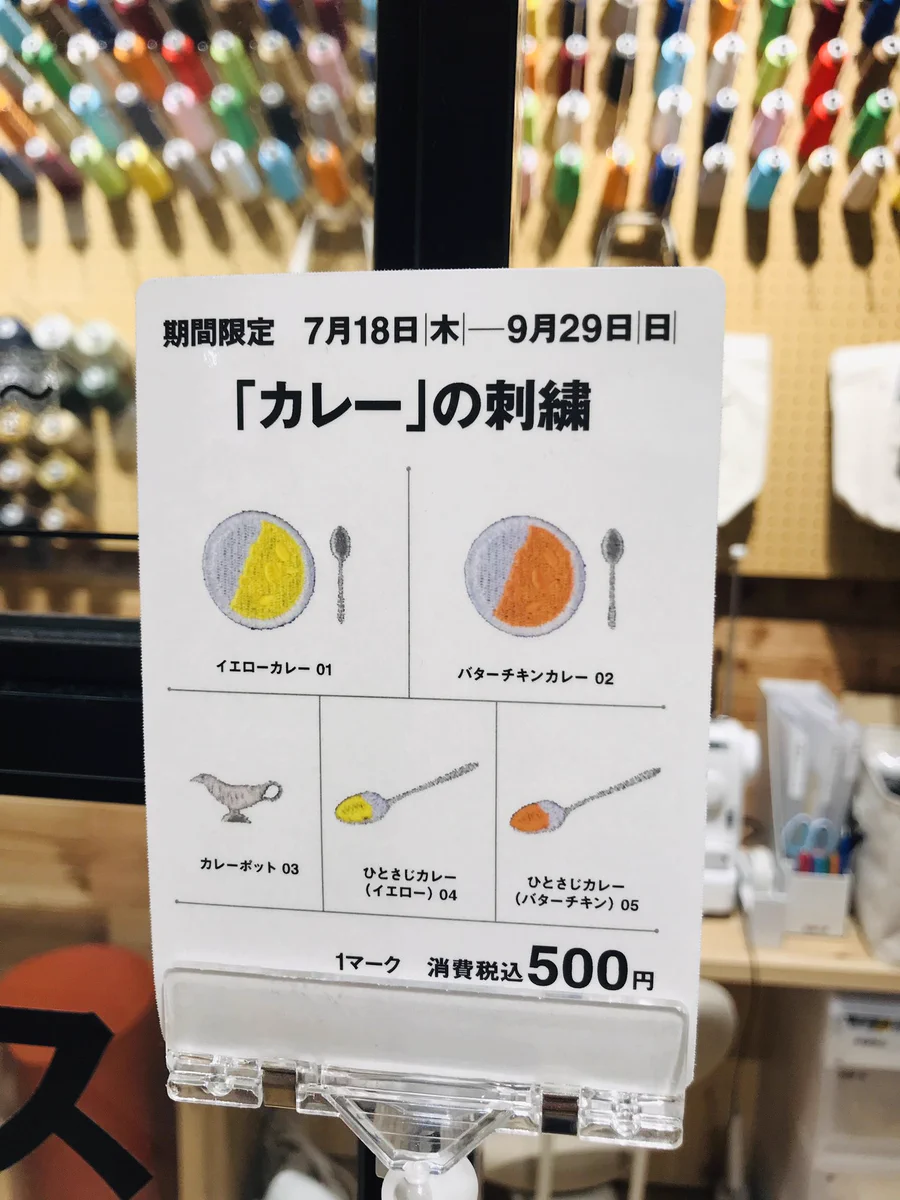 期間限定 7月18日|木|—9月29日|日|
「カレー」の刺繍
イエローカレー 01
バターチキンカレー 02
カレーポット 03
ひとさじカレー
（イエロー）04
ひとさじカレー
（バターチキン）05
1マーク 消費税込500円
ス
〜